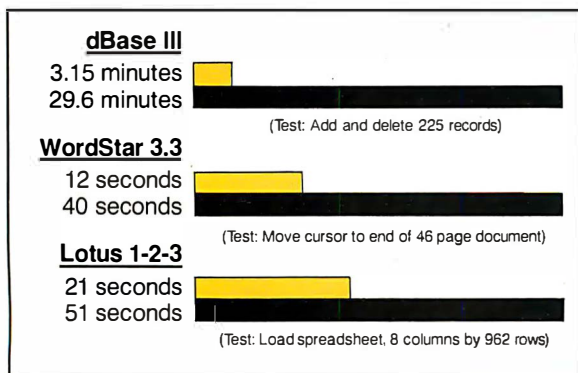 dBase III
3.15 minutes
29.6 minutes
(Test: Add and delete 225 records)
WordStar 3.3
12 seconds
40 seconds
(Test: Move cursor to end of 46 page document)
Lotus 1-2-3
21 seconds
51 seconds
(Test: Load spreadsheet, 8 columns by 962 rows)